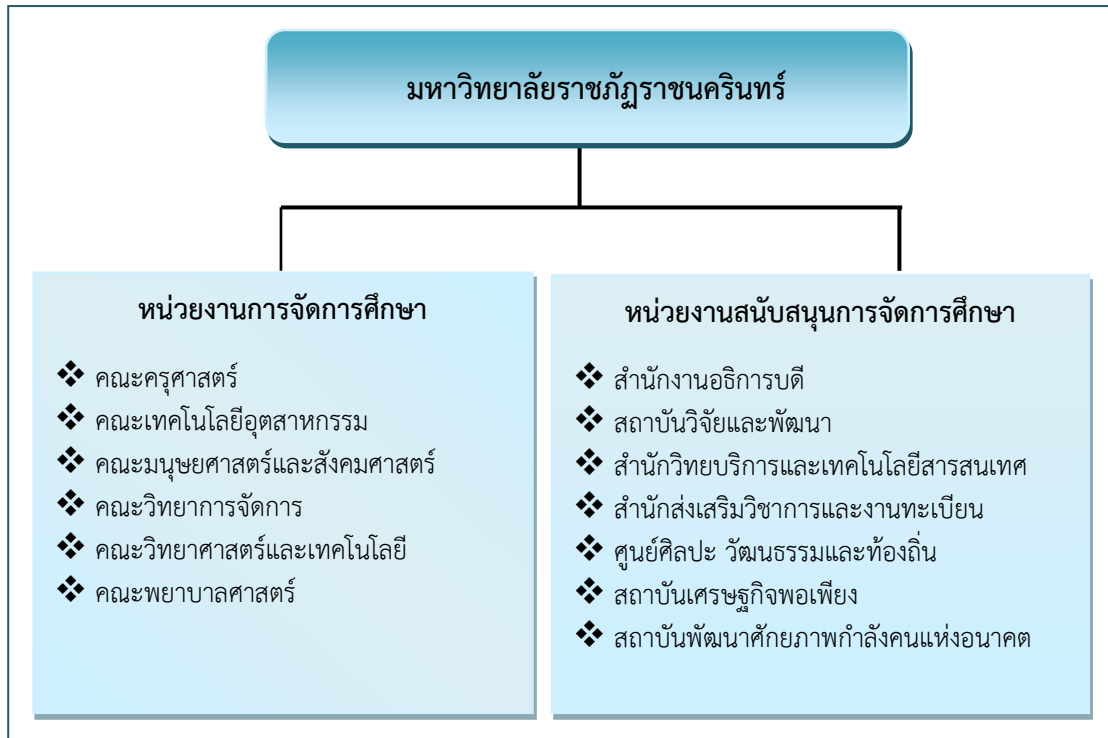 มหาวิทยาลัยราชภัฏราชนครินทร์
หน่วยงานการจัดการศึกษา
❖ คณะครุศาสตร์
❖ คณะเทคโนโลยีอุตสาหกรรม
❖ คณะมนุษยศาสตร์และสังคมศาสตร์
❖ คณะวิทยาการจัดการ
❖ คณะวิทยาศาสตร์และเทคโนโลยี
❖ คณะพยาบาลศาสตร์
หน่วยงานสนับสนุนการจัดการศึกษา
❖ สำนักงานอธิการบดี
❖ สถาบันวิจัยและพัฒนา
❖ สำนักวิทยบริการและเทคโนโลยีสารสนเทศ
❖ สำนักส่งเสริมวิชาการและงานทะเบียน
❖ ศูนย์ศิลปะ วัฒนธรรมและท้องถิ่น
❖ สถาบันเศรษฐกิจพอเพียง
❖ สถาบันพัฒนาศักยภาพกำลังคนแห่งอนาคต